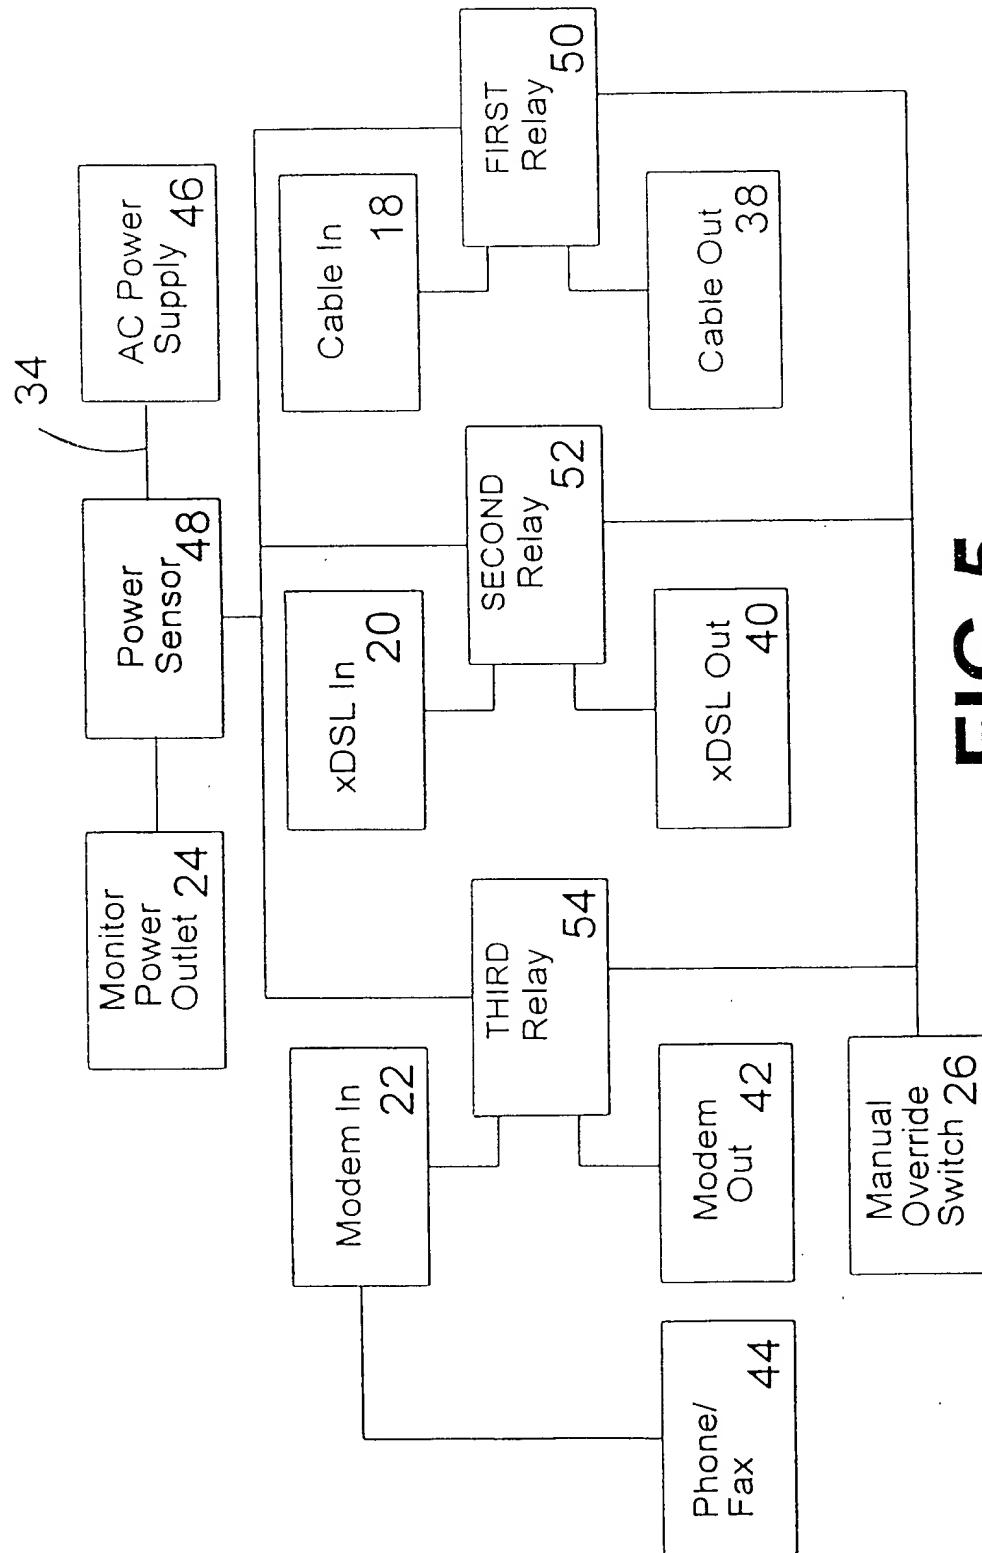 34
Monitor
Power
Outlet 24
Power
Sensor 48
AC Power
Supply 46
Modem In
22
xDSL In
20
Cable In
18
THIRD
Relay
54
SECOND
Relay
52
FIRST
Relay
50
Phone/
Fax 44
Modem
Out 42
xDSL Out
40
Cable Out
38
Manual
Override
Switch 26
FIG. 5